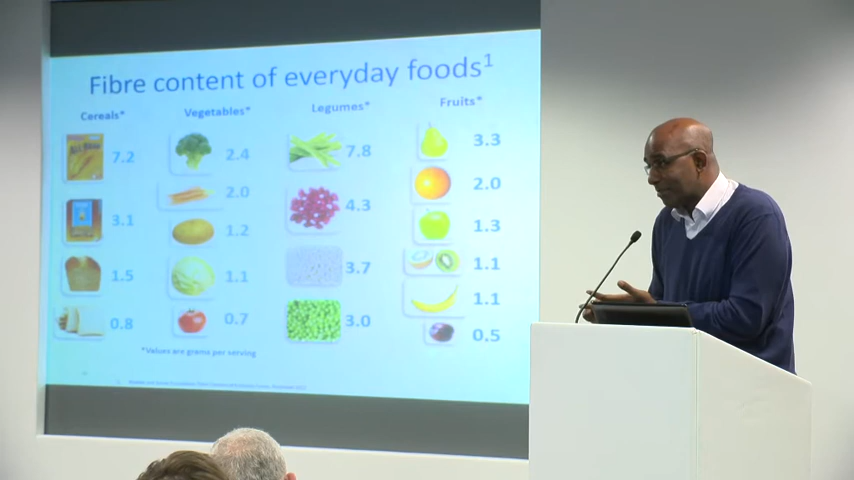 Fibre content of everyday foods¹
Cereals* Vegetables* Legumes* Fruits*
7.2 2.4 7.8 3.3
3.1 2.0 4.3 2.0
1.5 1.2 3.7 1.3
0.8 1.1 3.0 1.1
0.7 1.1
0.5
*Values are grams per serving